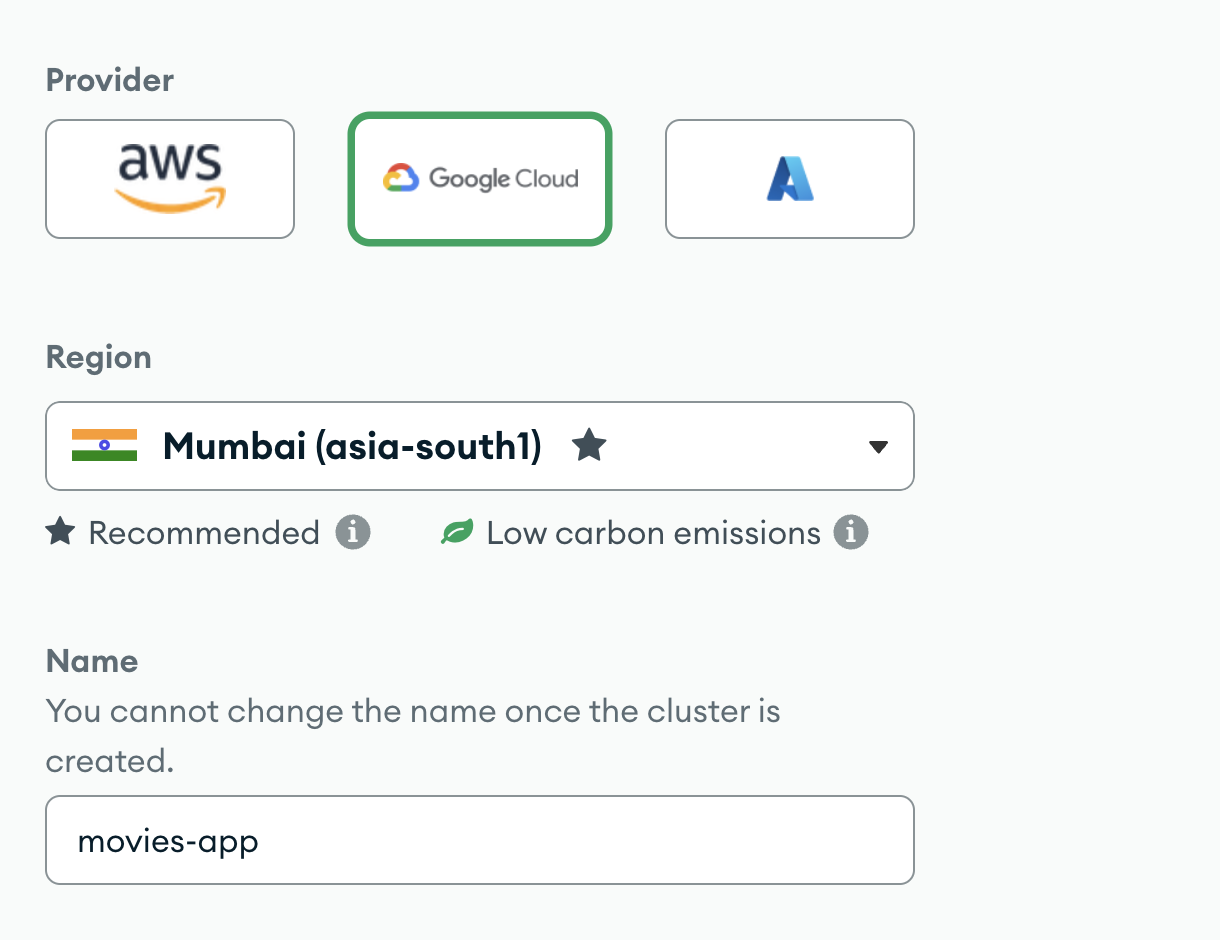 Provider
aws
Google Cloud
Region
Mumbai (asia-south1)
Recommended
Low carbon emissions
Name
You cannot change the name once the cluster is
created.
movies-app